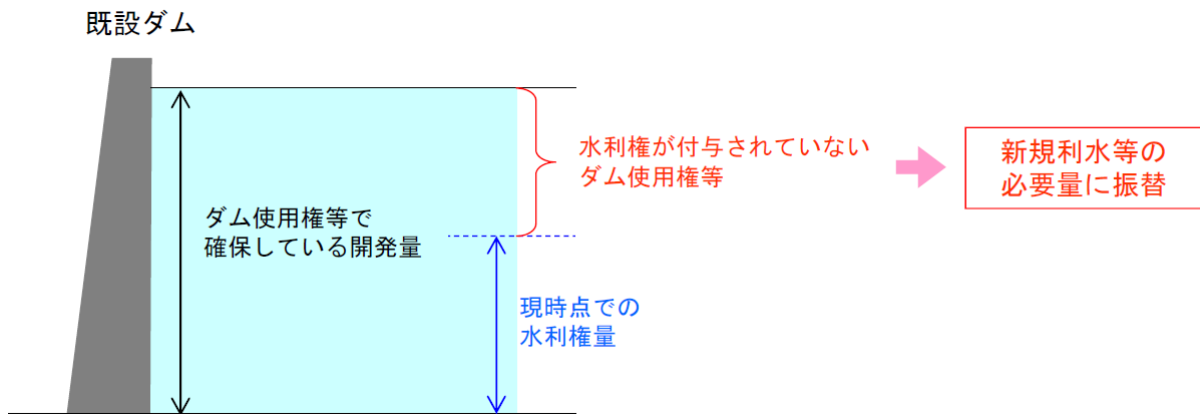 既設ダム
水利権が付与されていない
ダム使用権等
新規利水等の
必要量に振替
ダム使用権等で
確保している開発量
現時点での
水利権量